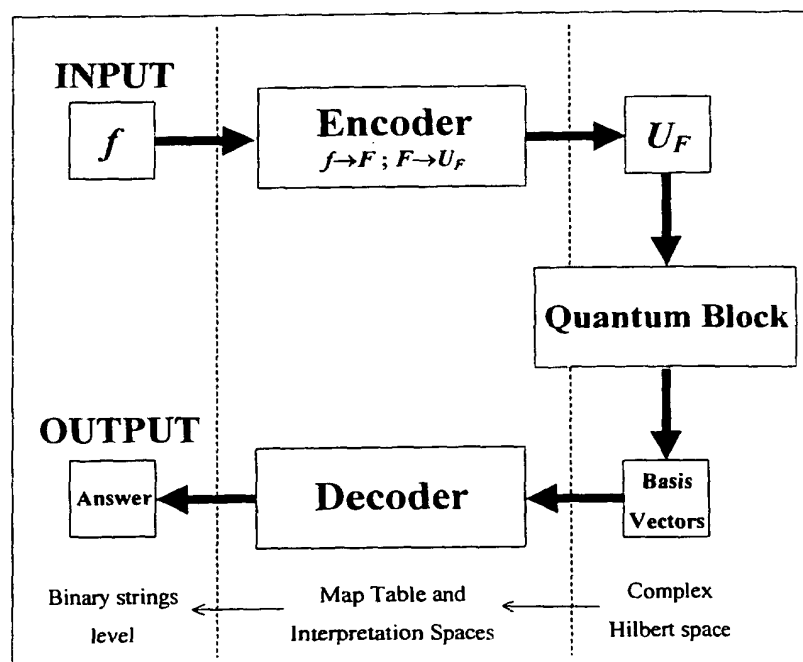 INPUT
f
Encoder
f→F ; F→U_F
U_F
Quantum Block
OUTPUT
Answer
Decoder
Basis
Vectors
Binary strings
level
Map Table and
Interpretation Spaces
Complex
Hilbert space